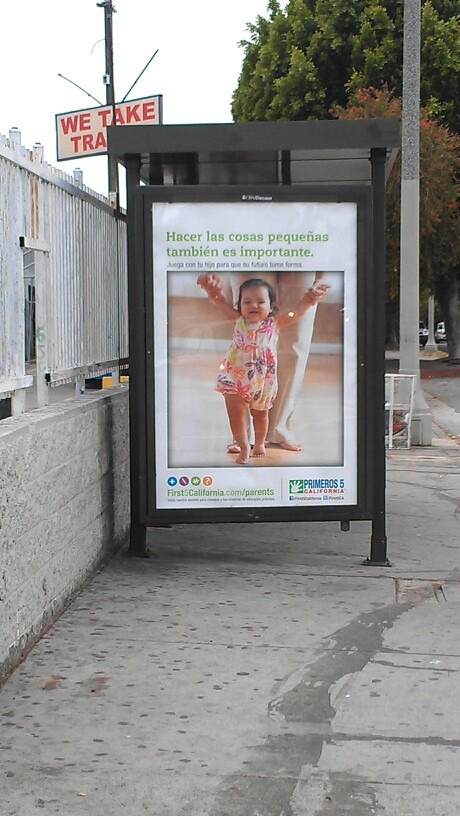 WE TAKE
TRA
Hacer las cosas pequeñas
también es importante.
Juega con tu hijo para que su futuro tome forma.
First5California.com/parents
PRIMEROS 5
CALIFORNIA